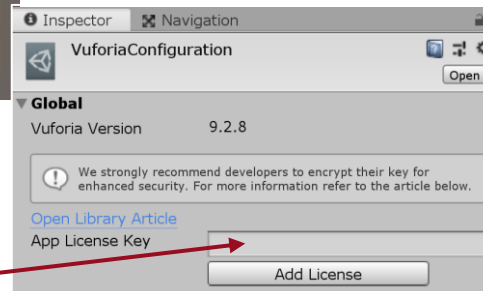 Inspector Navigation
VuforiaConfiguration
Open
Global
Vuforia Version 9.2.8
We strongly recommend developers to encrypt their key for
enhanced security. For more information refer to the article below.
Open Library Article
App License Key
Add License